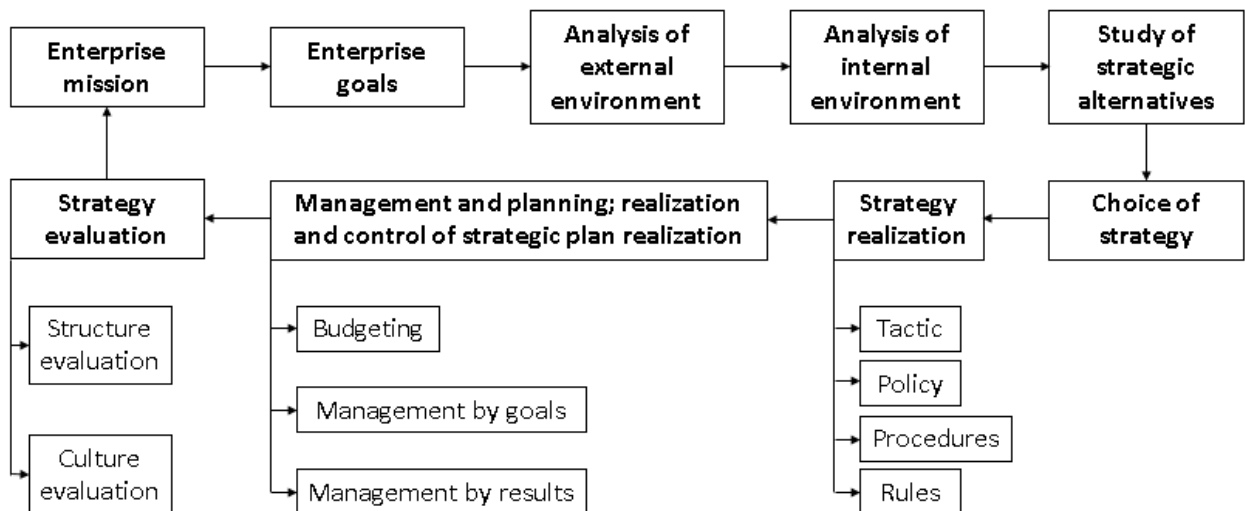 Enterprise
mission
Enterprise
goals
Analysis of
external
environment
Analysis of
internal
environment
Study of
strategic
alternatives
Strategy
evaluation
Management and planning; realization
and control of strategic plan realization
Strategy
realization
Choice of
strategy
Structure
evaluation
Culture
evaluation
Budgeting
Management by goals
Management by results
Tactic
Policy
Procedures
Rules